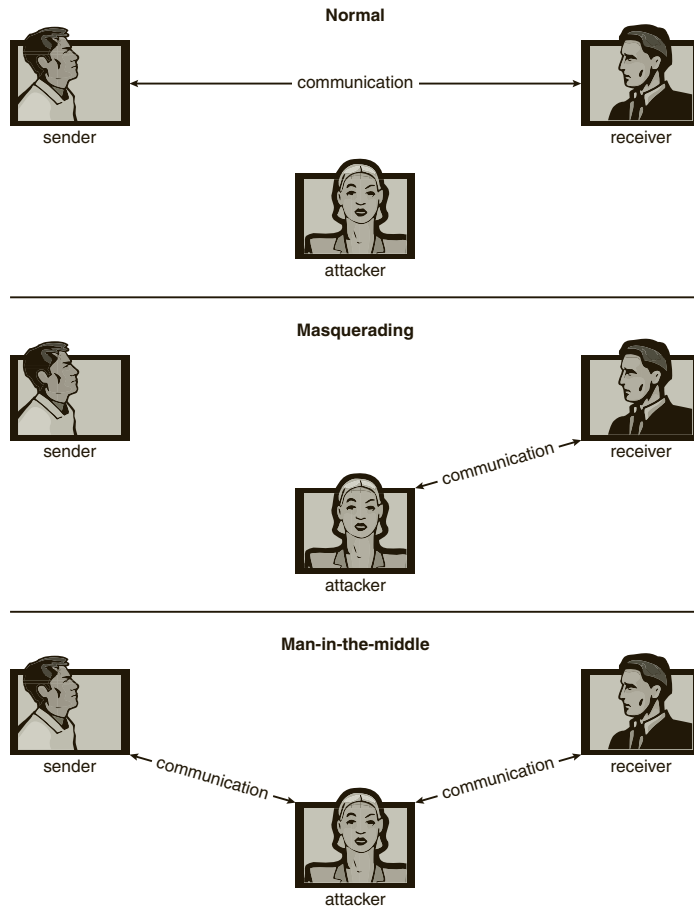 Normal
communication
sender
receiver
attacker
Masquerading
sender
communication
receiver
attacker
Man-in-the-middle
sender
communication
communication
receiver
attacker